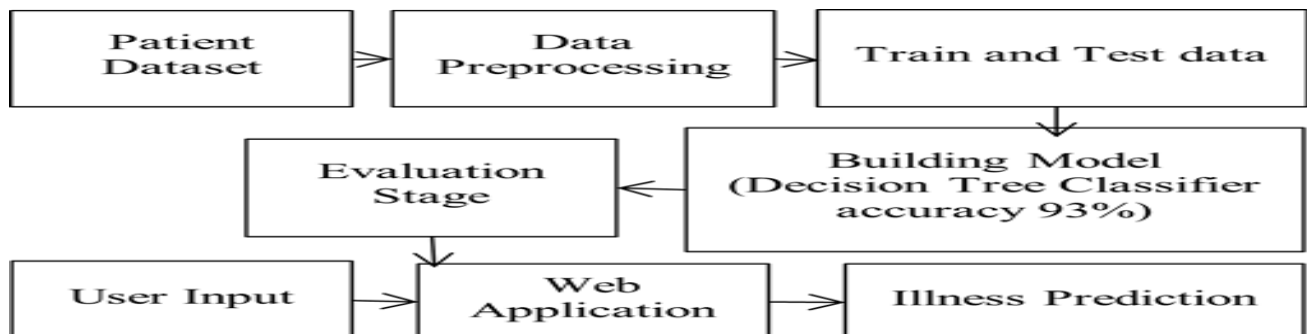 Patient
Dataset
Data
Preprocessing
Train and Test data
Building Model
(Decision Tree Classifier
accuracy 93%)
Evaluation
Stage
User Input
Web
Application
Illness Prediction